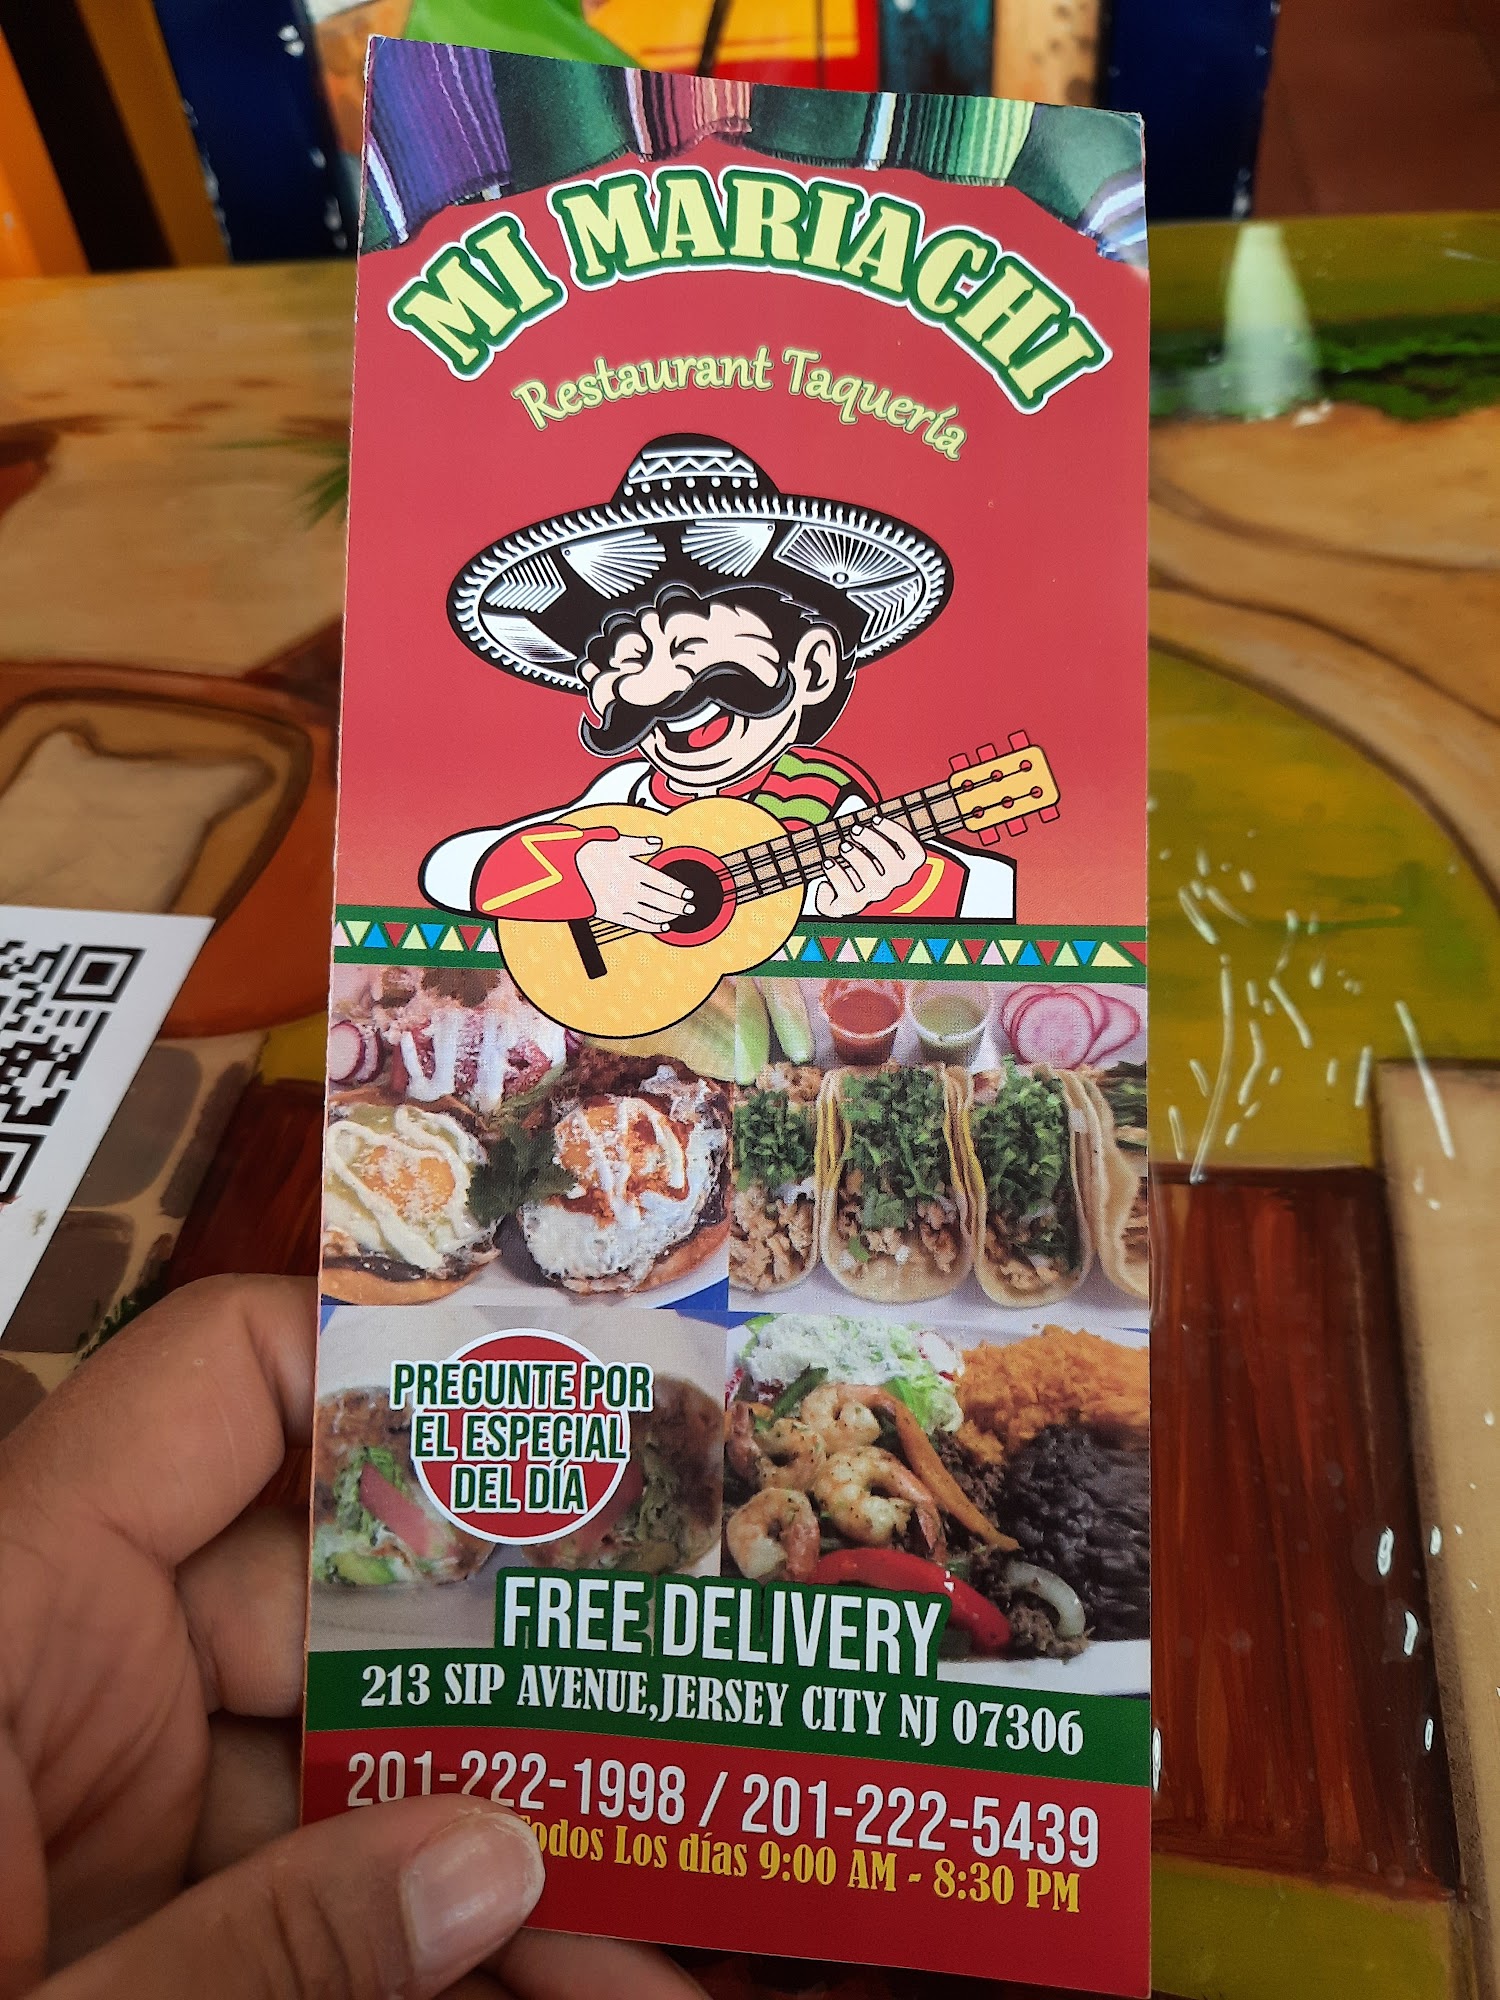 MI MARIACHI
Restaurant Taquería
PREGUNTE POR
EL ESPECIAL
DEL DÍA
FREE DELIVERY
213 SIP AVENUE,JERSEY CITY NJ 07306
201-222-1998 / 201-222-5439
Todos Los días 9:00 AM - 8:30 PM